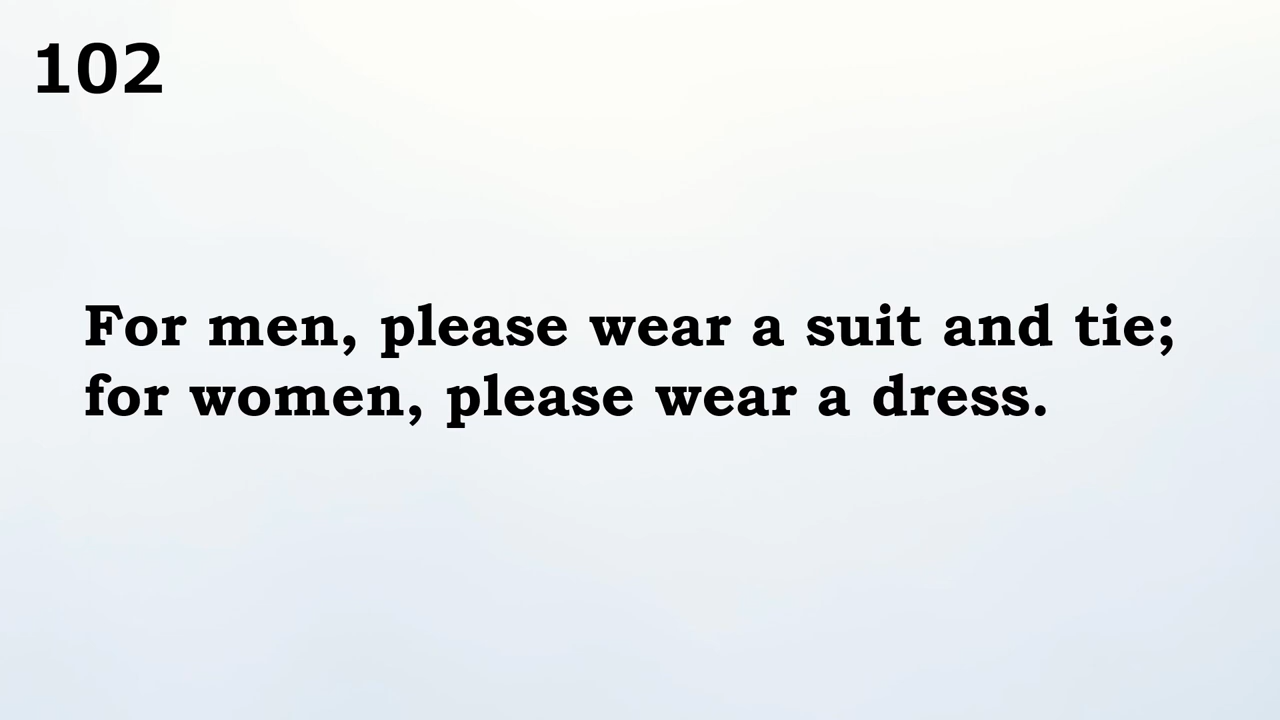 102
For men, please wear a suit and tie;
for women, please wear a dress.